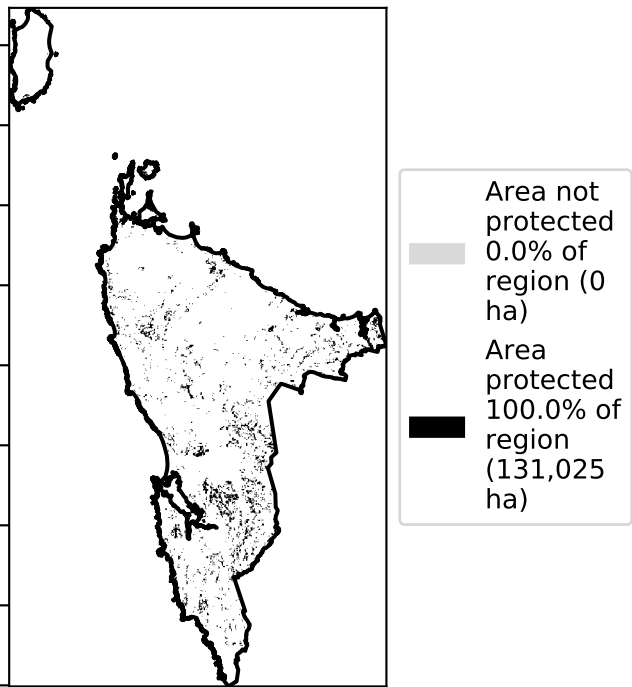 Area not
protected
0.0% of
region (0
ha)
Area
protected
100.0% of
region
(131,025
ha)